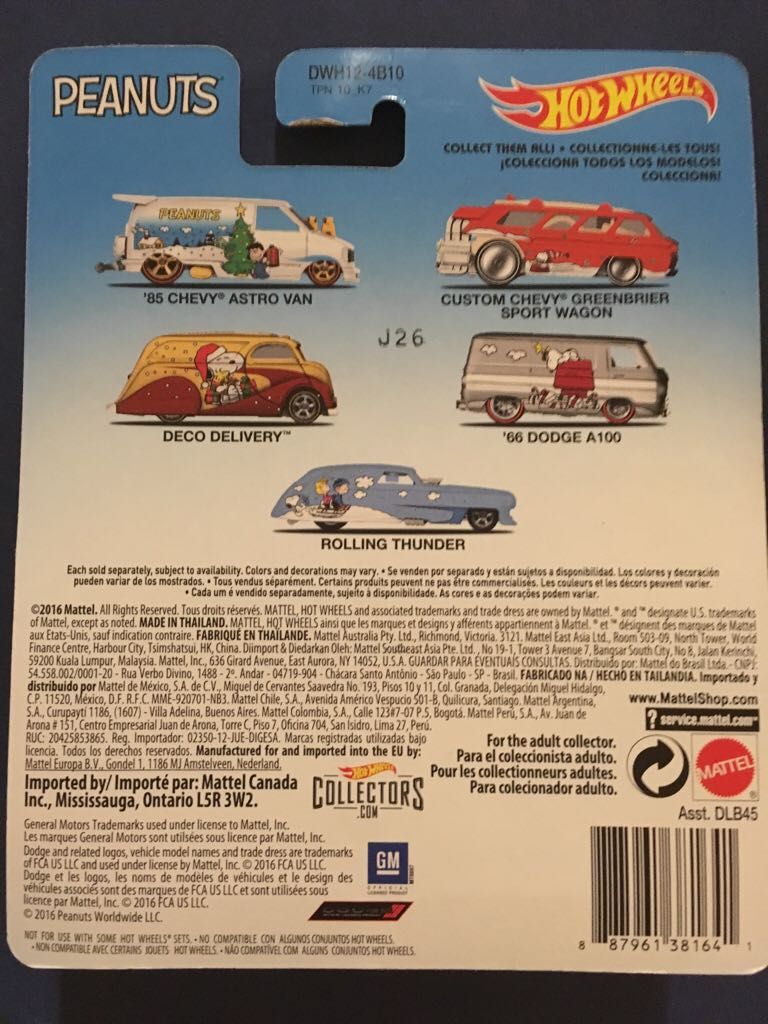 PEANUTS
DWH12-4B10
TPN 10 K7
Hot Wheels
COLLECT THEM ALL! • COLLECTIONNE-LES TOUS!
¡COLECCIONA TODOS LOS MODELOS!
COLECCIONA!
PEANUTS
'85 CHEVY® ASTRO VAN
CUSTOM CHEVY® GREENBRIER
SPORT WAGON
J26
DECO DELIVERY™
'66 DODGE A100
ROLLING THUNDER
Each sold separately, subject to availability. Colors and decorations may vary. • Se venden por separado y están sujetos a disponibilidad. Los colores y decoración
pueden variar de los mostrados. • Tous vendus séparément. Certains produits peuvent ne pas être commercialisés. Les couleurs et les décors peuvent varier.
• Cada um é vendido separadamente, sujeito à disponibilidade. As cores e as decorações podem variar.
©2016 Mattel. All Rights Reserved. Tous droits réservés. MATTEL, HOT WHEELS and associated trademarks and trade dress are owned by Mattel. ® and ™ designate U.S. trademarks
of Mattel, except as noted. MADE IN THAILAND. MATTEL, HOT WHEELS ainsi que les marques et designs y afférents appartiennent à Mattel. ® et ™ désignent des marques de Mattel
aux États-Unis, sauf indication contraire. FABRIQUÉ EN THAÏLANDE. Mattel Australia Pty. Ltd., Richmond, Victoria. 3121. Mattel East Asia Ltd., Room 503-09, North Tower, World
Finance Centre, Harbour City, Tsimshatsui, HK, China. Diimport & Diedarkan Oleh: Mattel Southeast Asia Pte. Ltd., No 19-1, Tower 3 Avenue 7, Bangsar South City, No 8, Jalan Kerinchi,
59200 Kuala Lumpur, Malaysia. Mattel, Inc., 636 Girard Avenue, East Aurora, NY 14052, U.S.A. GUARDAR PARA EVENTUAIS CONSULTAS. Distribuido por: Mattel do Brasil Ltda.- CNPJ:
54.558.002/0001-20 - Rua Verbo Divino, 1488 - 2º. Andar - 04719-904 - Chácara Santo Antônio - São Paulo - SP - Brasil. FABRICADO NA / HECHO EN TAILANDIA. Importado y
distribuido por Mattel de México, S.A. de C.V., Miguel de Cervantes Saavedra No. 193, Pisos 10 y 11, Col. Granada, Delegación Miguel Hidalgo,
C.P. 11520, México, D.F. R.F.C. MME-920701-NB3. Mattel Chile, S.A., Avenida Américo Vespucio 501-B, Quilicura, Santiago. Mattel Argentina,
S.A., Curupaytí 1186, (1607) - Villa Adelina, Buenos Aires. Mattel Colombia, S.A., Calle 123#7-07 P.5, Bogotá. Mattel Perú, S.A., Av. Juan de
Arona # 151, Centro Empresarial Juan de Arona, Torre C, Piso 7, Oficina 704, San Isidro, Lima 27, Perú.
RUC: 20425853865. Reg. Importador: 02350-12-JUE-DIGESA. Marcas registradas utilizadas bajo
licencia. Todos los derechos reservados. Manufactured for and imported into the EU by:
Mattel Europa B.V., Gondel 1, 1186 MJ Amstelveen, Nederland.
www.MattelShop.com
? service.mattel.com™
Imported by/ Importé par: Mattel Canada
Inc., Mississauga, Ontario L5R 3W2.
Hot Wheels
COLLECTORS
.COM
For the adult collector.
Para el coleccionista adulto.
Pour les collectionneurs adultes.
Para colecionador adulto.
MATTEL®
Asst. DLB45
General Motors Trademarks used under license to Mattel, Inc.
Les marques General Motors sont utilisées sous licence par Mattel, Inc.
Dodge and related logos, vehicle model names and trade dress are trademarks
of FCA US LLC and used under license by Mattel, Inc. © 2016 FCA US LLC.
Dodge et les logos, les noms de modèles de véhicules et le design des
véhicules associés sont des marques de FCA US LLC et sont utilisées sous
licence par Mattel, Inc. © 2016 FCA US LLC.
© 2016 Peanuts Worldwide LLC.
GM
OFFICIAL
LICENSED PRODUCT
DODGE
NOT FOR USE WITH SOME HOT WHEELS® SETS. • NO COMPATIBLE CON ALGUNOS CONJUNTOS HOT WHEELS.
• NON COMPATIBLE AVEC CERTAINS JOUETS HOT WHEELS. • NÃO COMPATÍVEL COM ALGUNS CONJUNTOS HOT WHEELS.
8 87961 38164 1